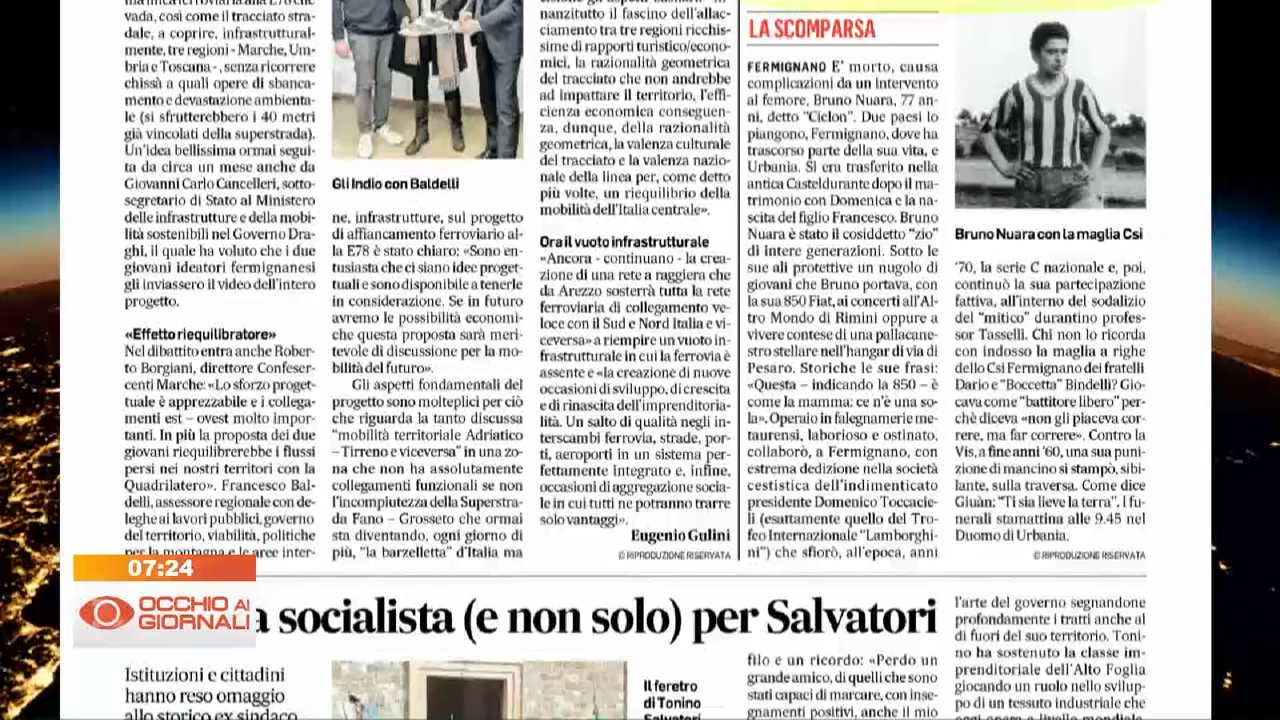 vada, così come il tracciato stra-
dale, a coprire, infrastruttural-
mente, tre regioni - Marche, Um-
bria e Toscana -, senza ricorrere
chissà a quali opere di sbanca-
mento e devastazione ambienta-
le (si sfrutterebbero i 40 metri
già vincolati della superstrada).
Un'idea bellissima ormai segui-
ta da circa un mese anche da
Giovanni Carlo Cancelleri, sotto-
segretario di Stato al Ministero
delle infrastrutture e della mobi-
lità sostenibili nel Governo Dra-
ghi, il quale ha voluto che i due
giovani ideatori fermignanesi
gli inviassero il video dell'intero
progetto.
«Effetto riequilibratore»
Nel dibattito entra anche Rober-
to Borgiani, direttore Confeser-
centi Marche: «Lo sforzo proget-
tuale è apprezzabile e i collega-
menti est – ovest molto impor-
tanti. In più la proposta dei due
giovani riequilibrerebbe i flussi
persi nei nostri territori con la
Quadrilatero». Francesco Bal-
delli, assessore regionale con de-
leghe ai lavori pubblici, governo
del territorio, viabilità, politiche
per la montagna e le aree inter-
Gli Indio con Baldelli
ne, infrastrutture, sul progetto
di affiancamento ferroviario al-
la E78 è stato chiaro: «Sono en-
tusiasta che ci siano idee proget-
tuali e sono disponibile a tenerle
in considerazione. Se in futuro
avremo le possibilità economi-
che questa proposta sarà meri-
tevole di discussione per la mo-
bilità del futuro».
Gli aspetti fondamentali del
progetto sono molteplici per ciò
che riguarda la tanto discussa
"mobilità territoriale Adriatico
– Tirreno e viceversa" in una zo-
na che non ha assolutamente
collegamenti funzionali se non
l'incompiutezza della Superstra-
da Fano – Grosseto che ormai
sta diventando, ogni giorno di
più, "la barzelletta" d'Italia ma
nanzitutto il fascino dell'allac-
ciamento tra tre regioni ricchis-
sime di rapporti turistico/econo-
mici, la razionalità geometrica
del tracciato che non andrebbe
ad impattare il territorio, l'effi-
cienza economica conseguen-
za, dunque, della razionalità
geometrica, la valenza culturale
del tracciato e la valenza nazio-
nale della linea per, come detto
più volte, un riequilibrio della
mobilità dell'Italia centrale».
Ora il vuoto infrastrutturale
«Ancora - continuano - la crea-
zione di una rete a raggiera che
da Arezzo sosterrà tutta la rete
ferroviaria di collegamento ve-
loce con il Sud e Nord Italia e vi-
ceversa» a riempire un vuoto in-
frastrutturale in cui la ferrovia è
assente e «la creazione di nuove
occasioni di sviluppo, di crescita
e di rinascita dell'imprenditoria-
lità. Un salto di qualità negli in-
terscambi ferrovia, strade, por-
ti, aeroporti in un sistema per-
fettamente integrato e, infine,
occasioni di aggregazione socia-
le in cui tutti ne potranno trarre
solo vantaggi».
Eugenio Gulini
© RIPRODUZIONE RISERVATA
LA SCOMPARSA
FERMIGNANO E' morto, causa
complicazioni da un intervento
al femore, Bruno Nuara, 77 an-
ni, detto "Ciclon". Due paesi lo
piangono, Fermignano, dove ha
trascorso parte della sua vita, e
Urbania. Si era trasferito nella
antica Casteldurante dopo il ma-
trimonio con Domenica e la na-
scita del figlio Francesco. Bruno
Nuara è stato il cosiddetto "zio"
di intere generazioni. Sotto le
sue ali protettive un nugolo di
giovani che Bruno portava, con
la sua 850 Fiat, ai concerti all'Al-
tro Mondo di Rimini oppure a
vivere contese di una pallacane-
stro stellare nell'hangar di via di
Pesaro. Storiche le sue frasi:
«Questa – indicando la 850 – è
come la mamma: ce n'è una so-
la». Operaio in falegnamerie me-
taurensi, laborioso e ostinato,
collaborò, a Fermignano, con
estrema dedizione nella società
cestistica dell'indimenticato
presidente Domenico Toccacie-
li (esattamente quello del Tro-
feo Internazionale "Lamborghi-
ni") che sfiorò, all'epoca, anni
Bruno Nuara con la maglia Csi
'70, la serie C nazionale e, poi,
continuò la sua partecipazione
fattiva, all'interno del sodalizio
del "mitico" durantino profes-
sor Tasselli. Chi non lo ricorda
con indosso la maglia a righe
dello Csi Fermignano dei fratelli
Dario e "Boccetta" Bindelli? Gio-
cava come "battitore libero" per-
chè diceva «non gli piaceva cor-
rere, ma far correre». Contro la
Vis, a fine anni '60, una sua puni-
zione di mancino si stampò, sibi-
lante, sulla traversa. Come dice
Giuàn: "Ti sia lieve la terra". I fu-
nerali stamattina alle 9.45 nel
Duomo di Urbania.
© RIPRODUZIONE RISERVATA
07:24
OCCHIO AI
GIORNALI
a socialista (e non solo) per Salvatori
Istituzioni e cittadini
hanno reso omaggio
allo storico ex sindaco
Il feretro
di Tonino
Salvatori
filo e un ricordo: «Perdo un
grande amico, di quelli che sono
stati capaci di marcare, con inse-
gnamenti positivi, anche il mio
l'arte del governo segnandone
profondamente i tratti anche al
di fuori del suo territorio. Toni-
no ha sostenuto la classe im-
prenditoriale dell'Alto Foglia
giocando un ruolo nello svilup-
po di un tessuto industriale che